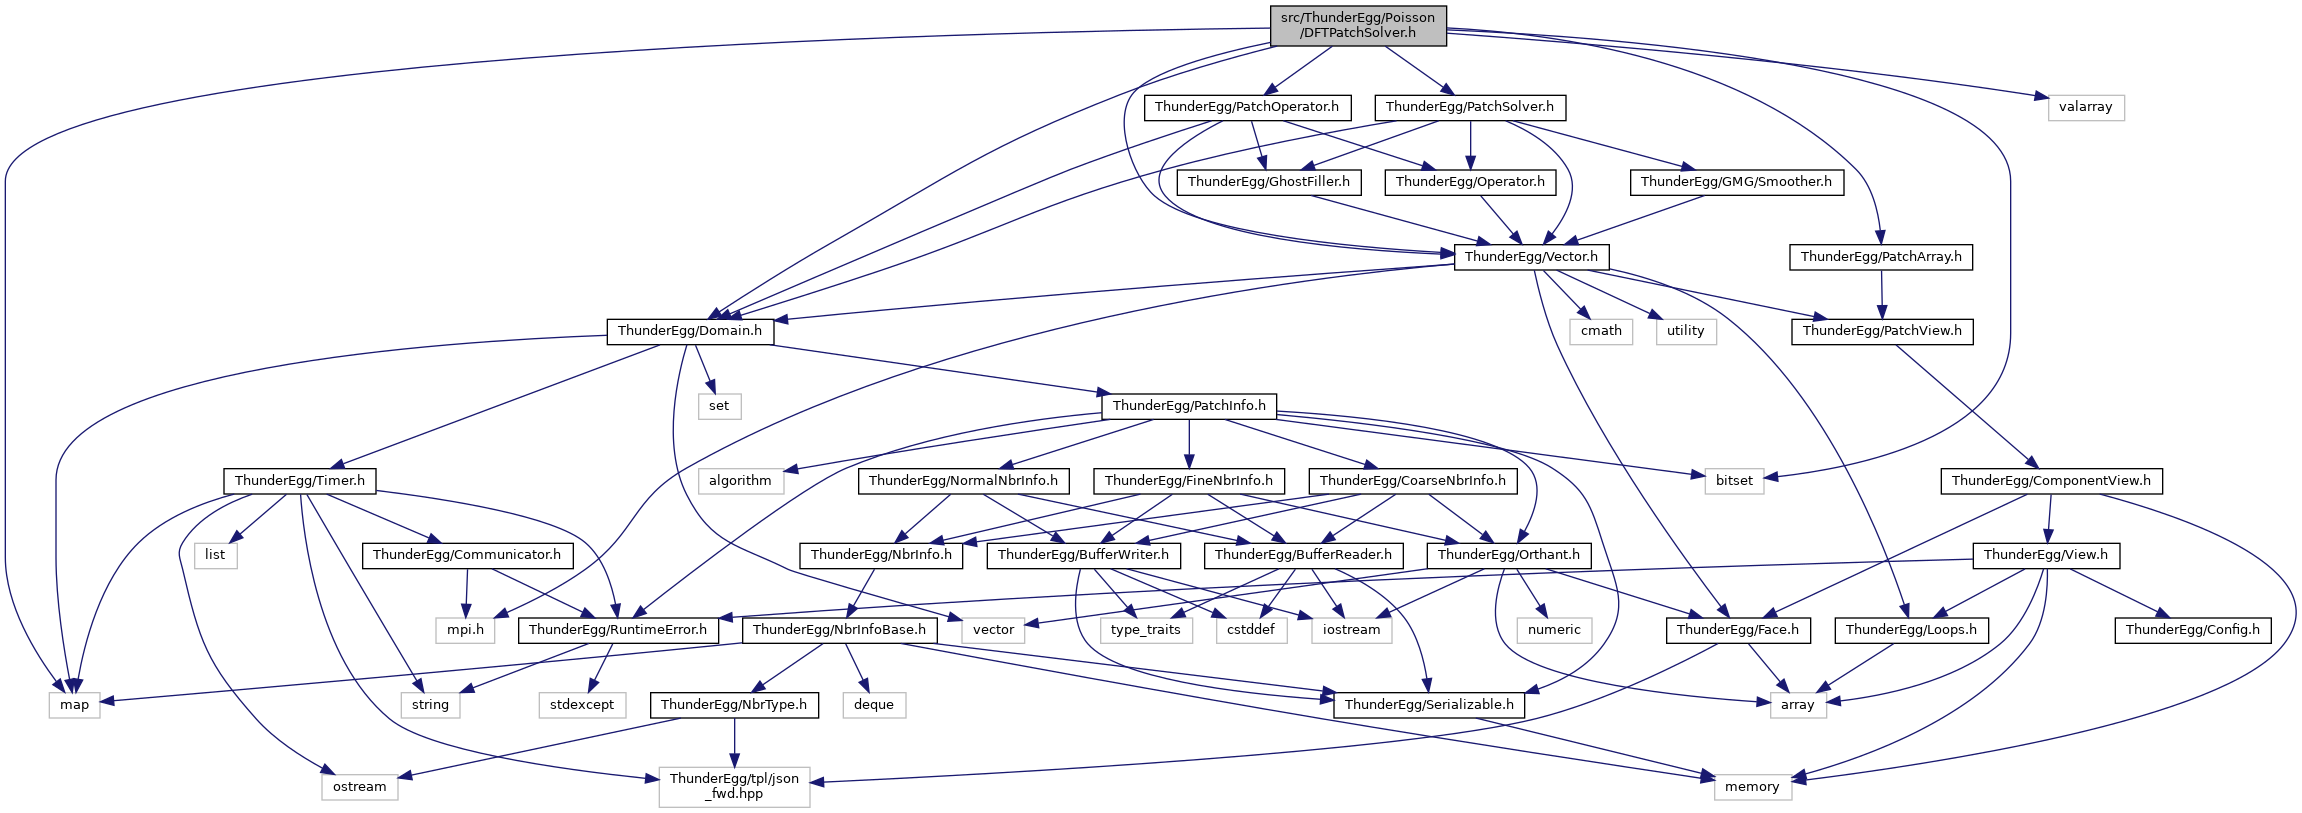 src/ThunderEgg/Poisson
/DFTPatchSolver.h
ThunderEgg/PatchOperator.h
ThunderEgg/PatchSolver.h
valarray
ThunderEgg/GhostFiller.h
ThunderEgg/Operator.h
ThunderEgg/GMG/Smoother.h
ThunderEgg/Vector.h
ThunderEgg/PatchArray.h
ThunderEgg/Domain.h
cmath
utility
ThunderEgg/PatchView.h
set
ThunderEgg/PatchInfo.h
ThunderEgg/Timer.h
algorithm
ThunderEgg/NormalNbrInfo.h
ThunderEgg/FineNbrInfo.h
ThunderEgg/CoarseNbrInfo.h
bitset
ThunderEgg/ComponentView.h
list
ThunderEgg/Communicator.h
ThunderEgg/NbrInfo.h
ThunderEgg/BufferWriter.h
ThunderEgg/BufferReader.h
ThunderEgg/Orthant.h
ThunderEgg/View.h
mpi.h
ThunderEgg/RuntimeError.h
ThunderEgg/NbrInfoBase.h
vector
type_traits
cstddef
iostream
numeric
ThunderEgg/Face.h
ThunderEgg/Loops.h
ThunderEgg/Config.h
map
string
stdexcept
ThunderEgg/NbrType.h
deque
ThunderEgg/Serializable.h
array
ostream
ThunderEgg/tpl/json
_fwd.hpp
memory